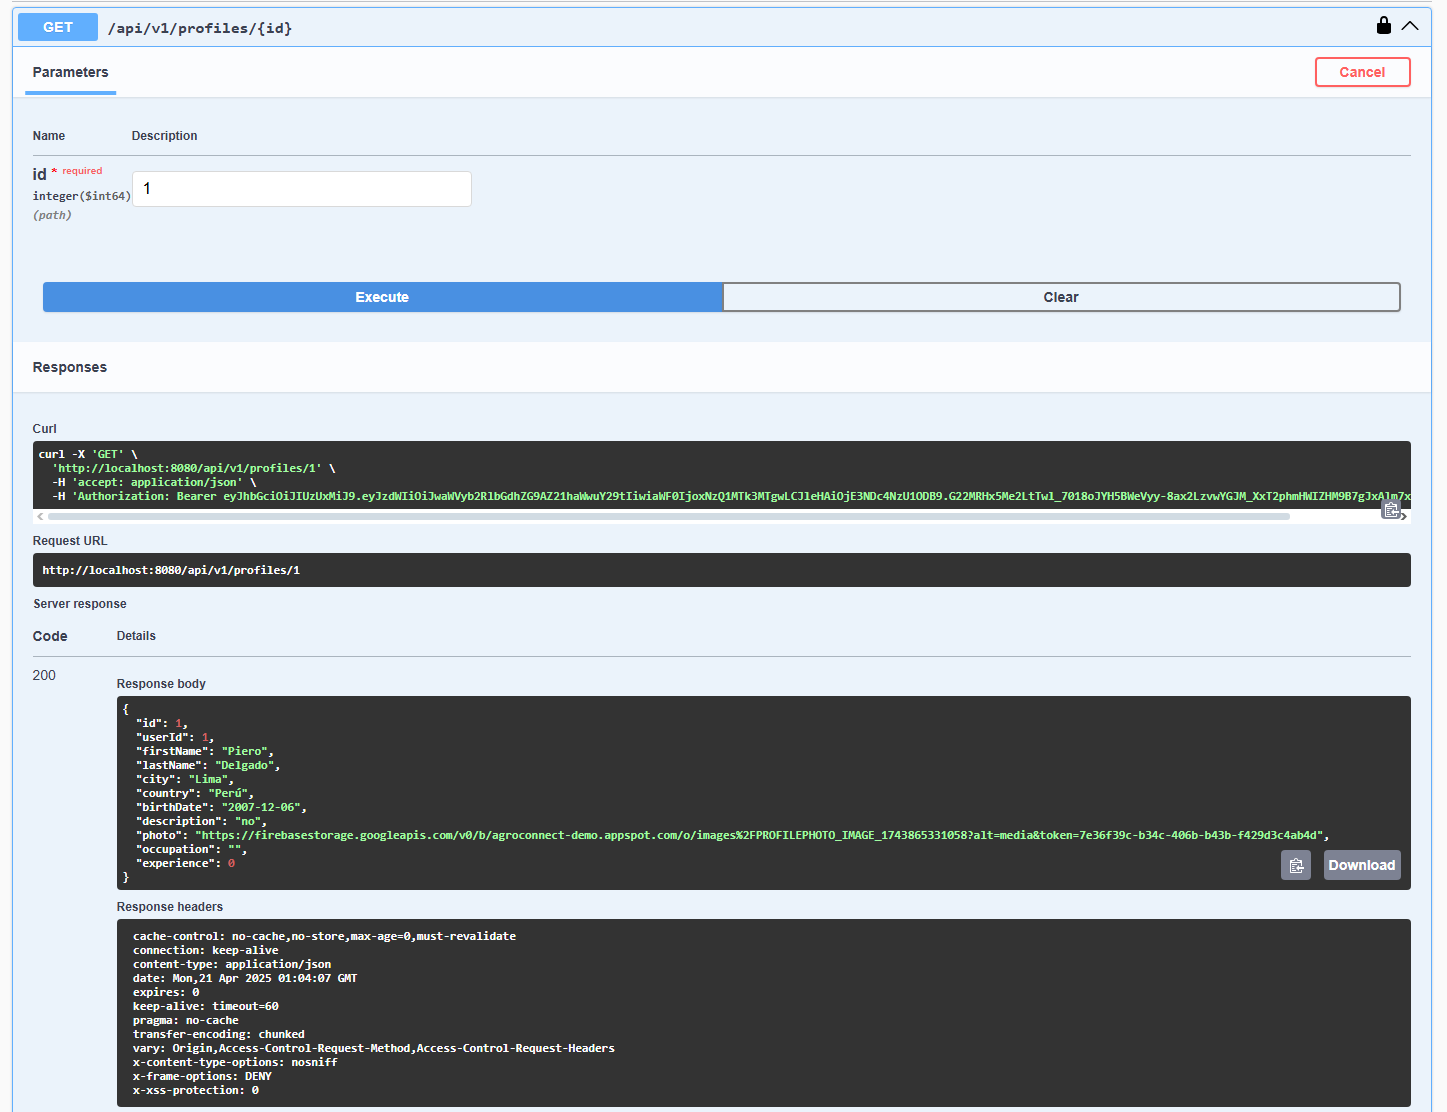 GET /api/v1/profiles/{id}
Parameters
Cancel
Name Description
id * required
integer($int64)
(path)
1
Execute
Clear
Responses
Curl
curl -X 'GET' \
'http://localhost:8080/api/v1/profiles/1' \
-H 'accept: application/json' \
-H 'Authorization: Bearer
Request URL
http://localhost:8080/api/v1/profiles/1
Server response
Code Details
200
Response body
{
"id": 1,
"userId": 1,
"firstName": "Piero",
"lastName": "Delgado",
"city": "Lima",
"country": "Perú",
"birthDate": "2007-12-06",
"description": "no",
"photo": "https://firebasestorage.googleapis.com/v0/b/agroconnect-demo.appspot.com/o/images%2FPROFILEPHOTO_IMAGE_1743865331058?alt=media&token=7e36f39c-b34c-406b-b43b-f429d3c4ab4d",
"occupation": "",
"experience": 0
}
Download
Response headers
cache-control: no-cache,no-store,max-age=0,must-revalidate
connection: keep-alive
content-type: application/json
date: Mon,21 Apr 2025 01:04:07 GMT
expires: 0
keep-alive: timeout=60
pragma: no-cache
transfer-encoding: chunked
vary: Origin,Access-Control-Request-Method,Access-Control-Request-Headers
x-content-type-options: nosniff
x-frame-options: DENY
x-xss-protection: 0